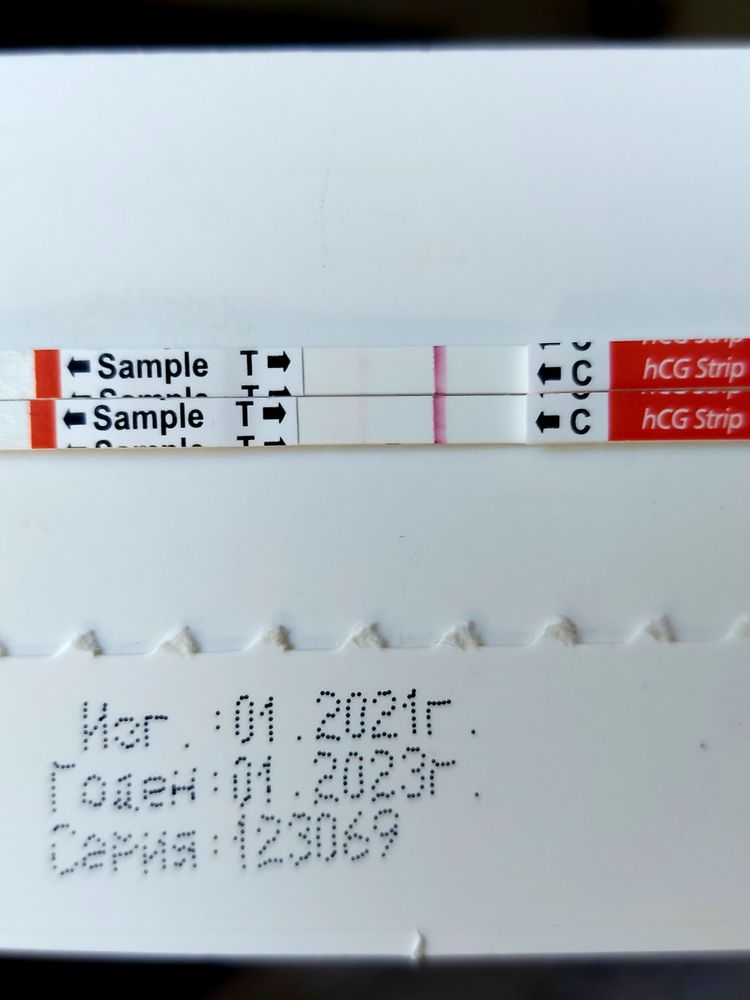 Sample T C hCG Strip
Sample T C hCG Strip
Изг. :01.2021г.
Годен:01.2023г.
Серия:123069